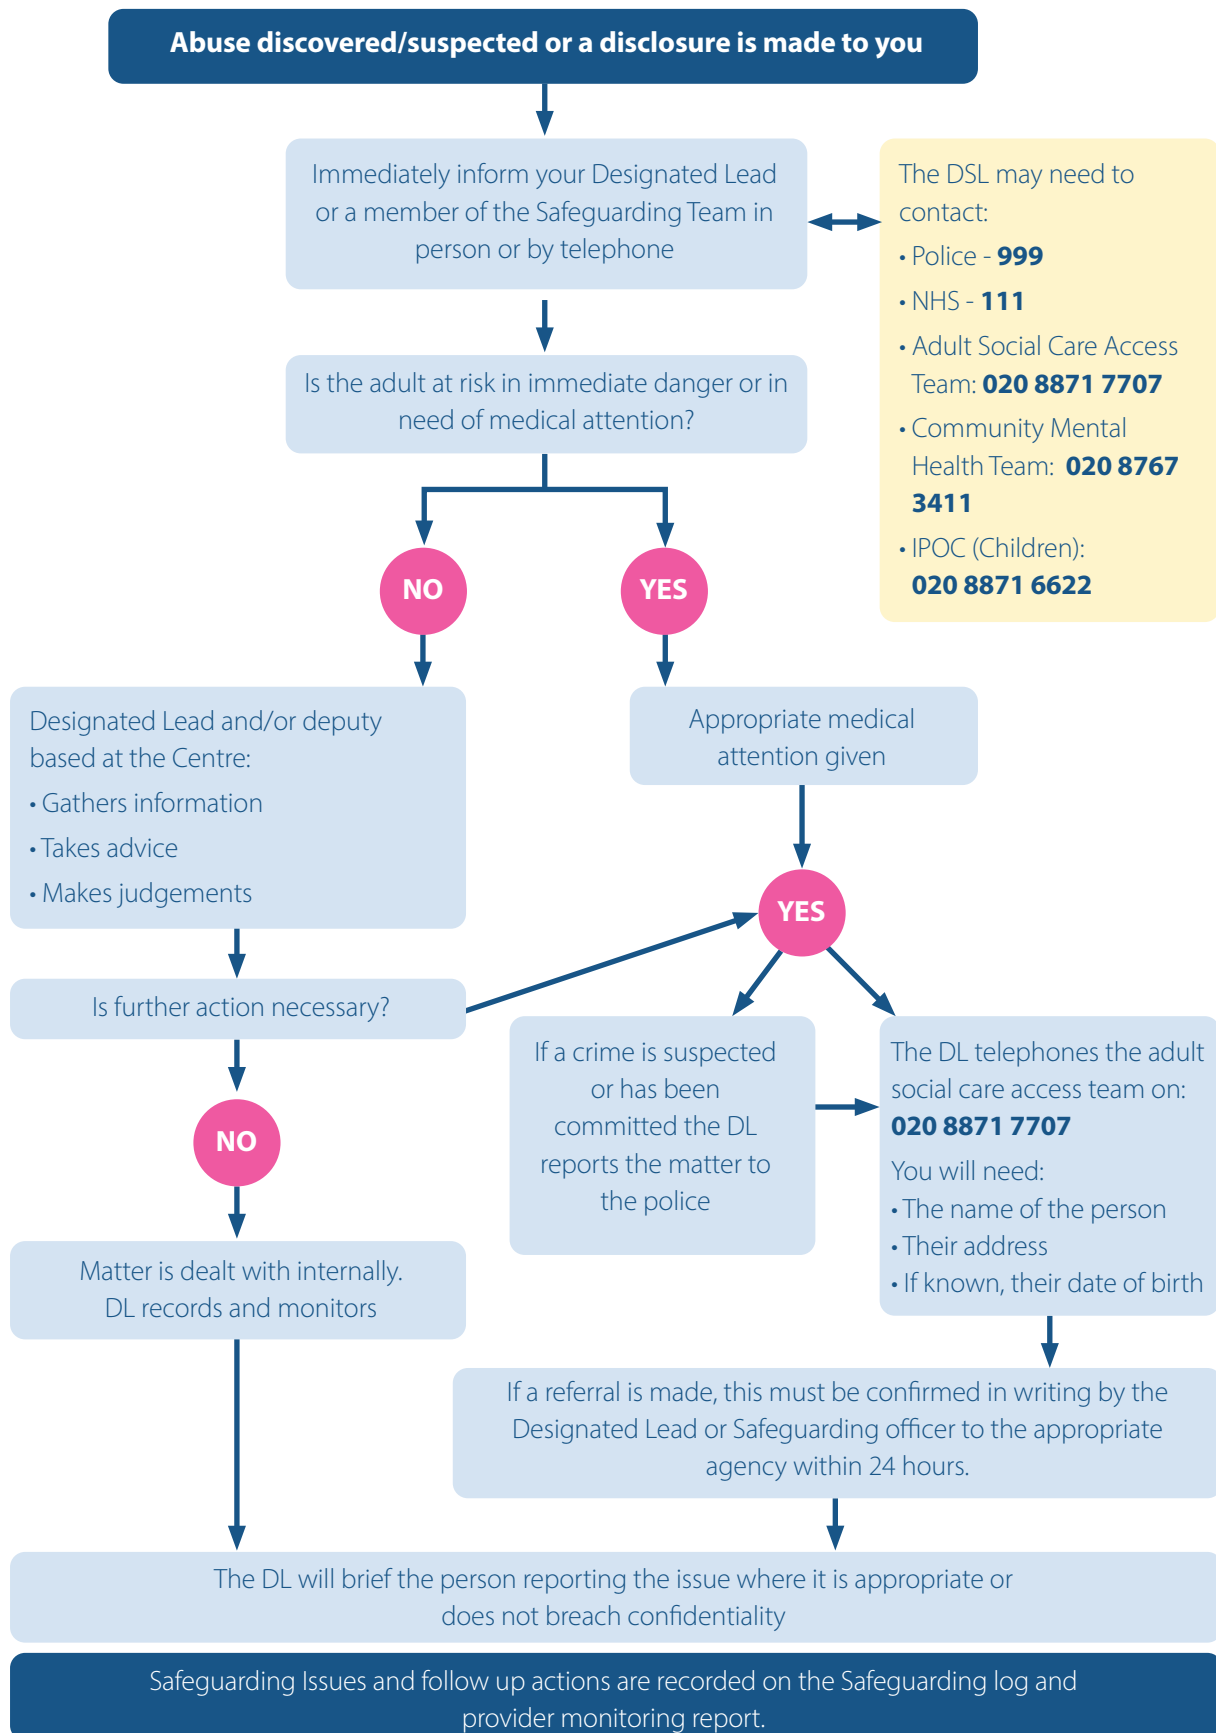 Abuse discovered/suspected or a disclosure is made to you
Immediately inform your Designated Lead
or a member of the Safeguarding Team in
person or by telephone
The DSL may need to
contact:
• Police - 999
• NHS - 111
• Adult Social Care Access
Team: 020 8871 7707
• Community Mental
Health Team: 020 8767
3411
• IPOC (Children):
020 8871 6622
Is the adult at risk in immediate danger or in
need of medical attention?
NO
YES
Designated Lead and/or deputy
based at the Centre:
• Gathers information
• Takes advice
• Makes judgements
Appropriate medical
attention given
YES
Is further action necessary?
NO
If a crime is suspected
or has been
committed the DL
reports the matter to
the police
The DL telephones the adult
social care access team on:
020 8871 7707
You will need:
• The name of the person
• Their address
• If known, their date of birth
Matter is dealt with internally.
DL records and monitors
If a referral is made, this must be confirmed in writing by the
Designated Lead or Safeguarding officer to the appropriate
agency within 24 hours.
The DL will brief the person reporting the issue where it is appropriate or
does not breach confidentiality
Safeguarding Issues and follow up actions are recorded on the Safeguarding log and
provider monitoring report.